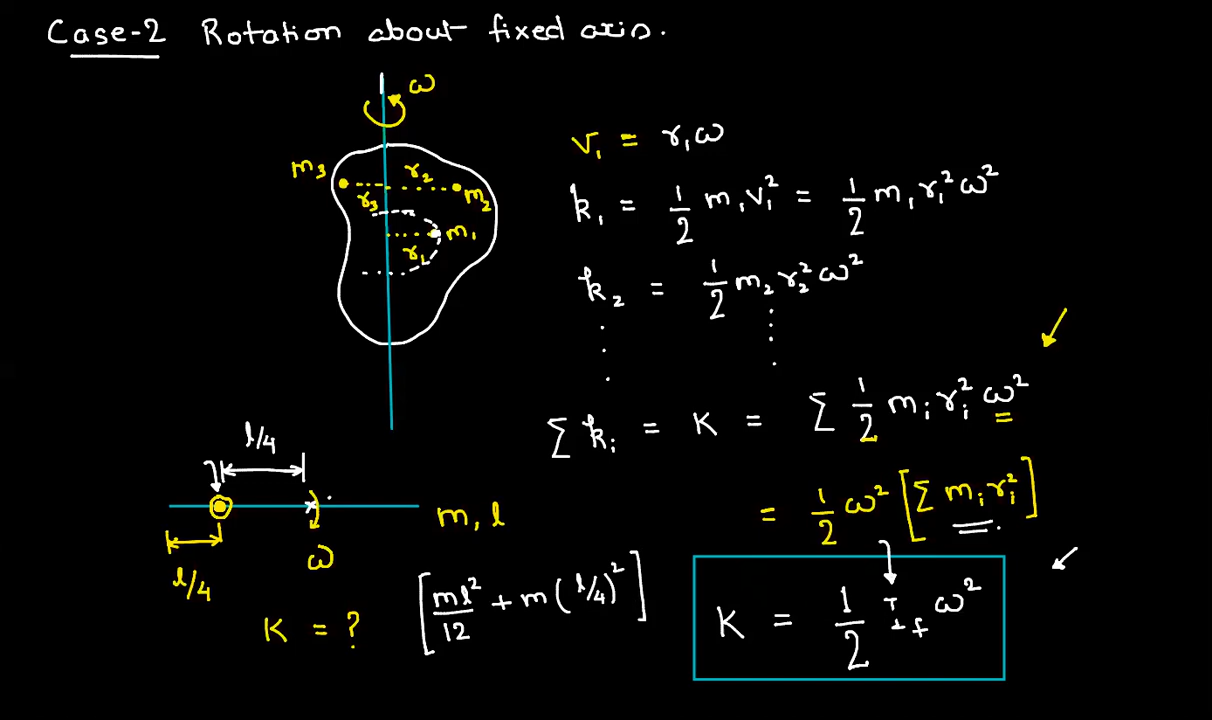 Case-2 Rotation about fixed axis.
ω
m₃ r₂
r₃ m₂
m₁
r₁
v₁ = r₁ω
k₁ = 1/2 m₁v₁² = 1/2 m₁r₁²ω²
k₂ = 1/2 m₂r₂²ω²
⋮ ⋮
∑ kᵢ = K = ∑ 1/2 mᵢrᵢ²ω²
= 1/2 ω² [∑ mᵢrᵢ²]
K = 1/2 I_f ω²
l/4
m, l
ω
l/4
K = ? [ml²/12 + m(l/4)²]